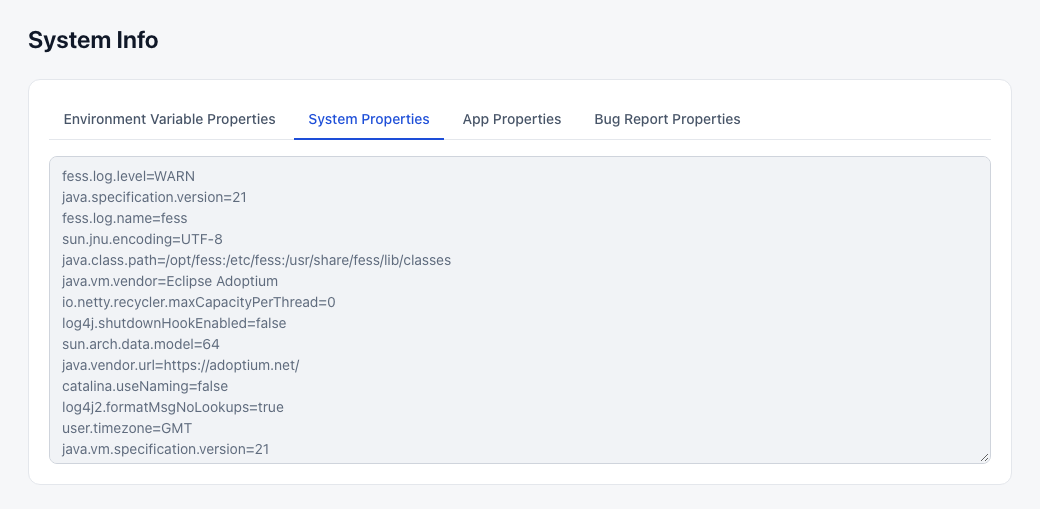 System Info
Environment Variable Properties System Properties App Properties Bug Report Properties
fess.log.level=WARN
java.specification.version=21
fess.log.name=fess
sun.jnu.encoding=UTF-8
java.class.path=/opt/fess:/etc/fess:/usr/share/fess/lib/classes
java.vm.vendor=Eclipse Adoptium
io.netty.recycler.maxCapacityPerThread=0
log4j.shutdownHookEnabled=false
sun.arch.data.model=64
java.vendor.url=https://adoptium.net/
catalina.useNaming=false
log4j2.formatMsgNoLookups=true
user.timezone=GMT
java.vm.specification.version=21